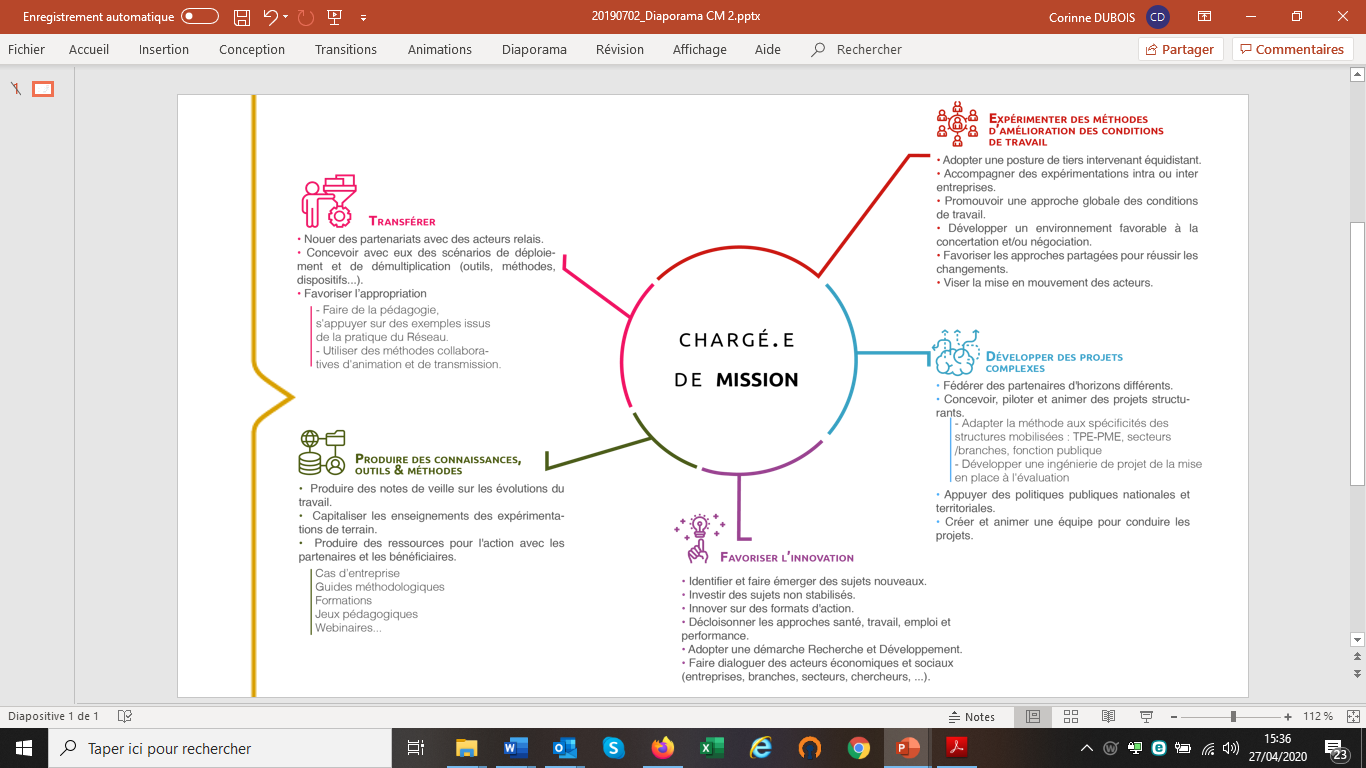 Enregistrement automatique
20190702_Diaporama CM 2.pptx
Corinne DUBOIS
CD
Fichier
Accueil
Insertion
Conception
Transitions
Animations
Diaporama
Révision
Affichage
Aide
Rechercher
Partager
Commentaires
1
TRANSFÉRER
• Nouer des partenariats avec des acteurs relais.
• Concevoir avec eux des scénarios de déploie-
ment et de démultiplication (outils, méthodes,
dispositifs...).
• Favoriser l'appropriation
- Faire de la pédagogie,
s'appuyer sur des exemples issus
de la pratique du Réseau.
- Utiliser des méthodes collabora-
tives d'animation et de transmission.
PRODUIRE DES CONNAISSANCES,
OUTILS & MÉTHODES
• Produire des notes de veille sur les évolutions du
travail.
• Capitaliser les enseignements des expérimenta-
tions de terrain.
• Produire des ressources pour l'action avec les
partenaires et les bénéficiaires.
Cas d'entreprise
Guides méthodologiques
Formations
Jeux pédagogiques
Webinaires...
CHARGÉ.E
DE MISSION
FAVORISER L'INNOVATION
• Identifier et faire émerger des sujets nouveaux.
• Investir des sujets non stabilisés.
• Innover sur des formats d'action.
• Décloisonner les approches santé, travail, emploi et
performance.
• Adopter une démarche Recherche et Développement.
• Faire dialoguer des acteurs économiques et sociaux
(entreprises, branches, secteurs, chercheurs, ...).
EXPÉRIMENTER DES MÉTHODES
D'AMÉLIORATION DES CONDITIONS
DE TRAVAIL
• Adopter une posture de tiers intervenant équidistant.
• Accompagner des expérimentations intra ou inter
entreprises.
• Promouvoir une approche globale des conditions
de travail.
• Développer un environnement favorable à la
concertation et/ou négociation.
• Favoriser les approches partagées pour réussir les
changements.
• Viser la mise en mouvement des acteurs.
DÉVELOPPER DES PROJETS
COMPLEXES
• Fédérer des partenaires d'horizons différents.
• Concevoir, piloter et animer des projets structu-
rants.
- Adapter la méthode aux spécificités des
structures mobilisées : TPE-PME, secteurs
/branches, fonction publique
- Développer une ingénierie de projet de la mise
en place à l'évaluation
• Appuyer des politiques publiques nationales et
territoriales.
• Créer et animer une équipe pour conduire les
projets.
Diapositive 1 de 1
Notes
112 %
Taper ici pour rechercher
15:36
27/04/2020
23